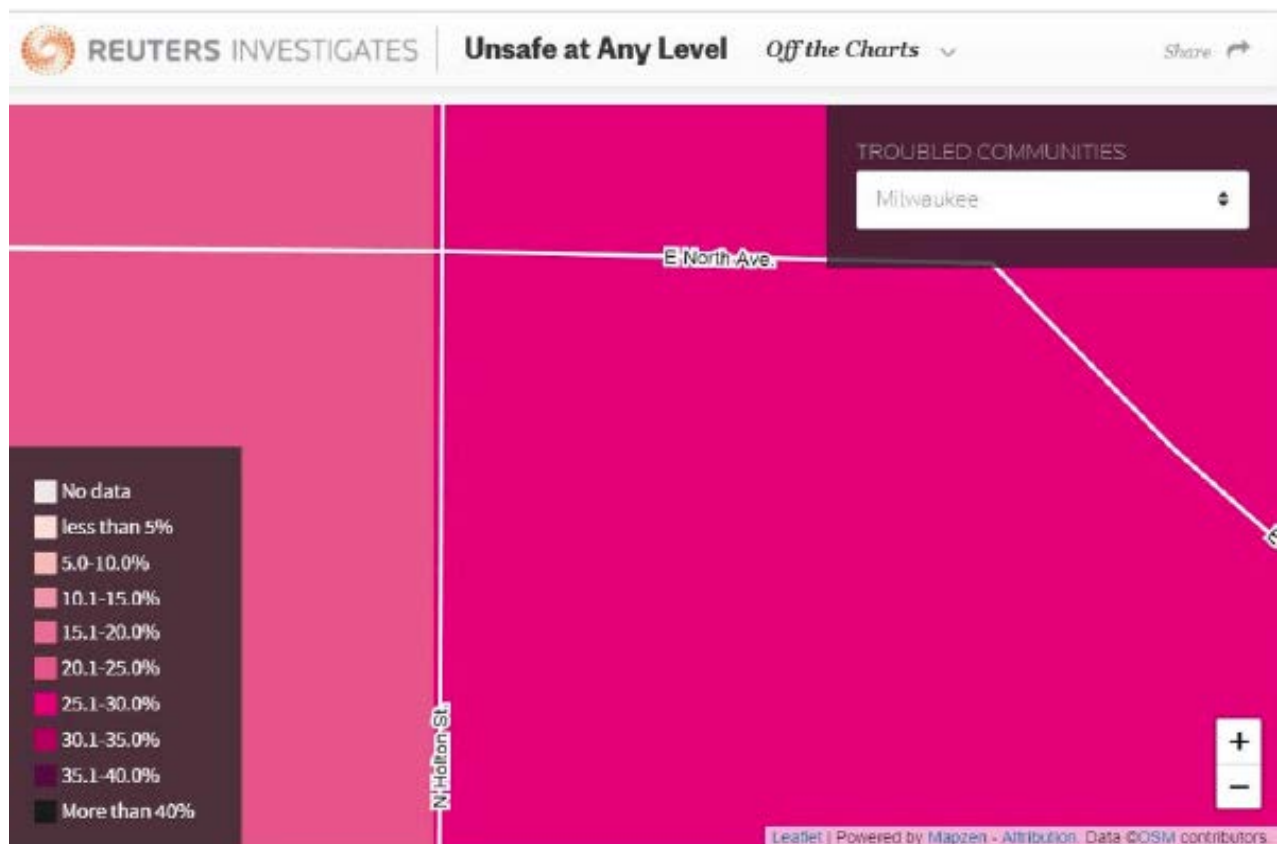 REUTERS INVESTIGATES
Unsafe at Any Level
Off the Charts
Share
TROUBLED COMMUNITIES
Milwaukee
E North Ave.
No data
less than 5%
5.0-10.0%
10.1-15.0%
15.1-20.0%
20.1-25.0%
25.1-30.0%
30.1-35.0%
35.1-40.0%
More than 40%
N Holton St.
+
−
Leaflet | Powered by Mapzen - Attribution. Data ©OSM contributors.